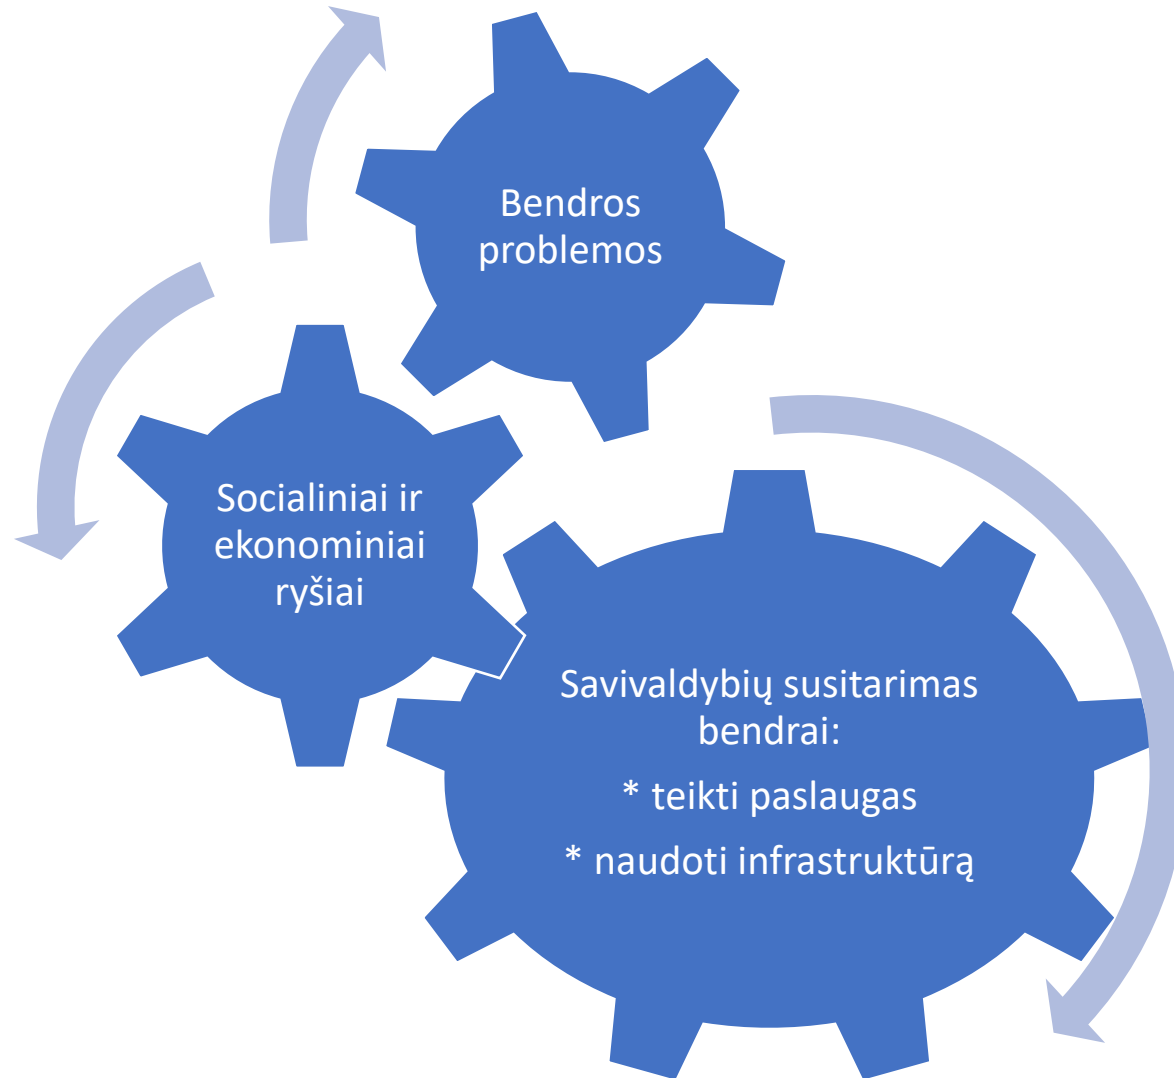 Bendros
problemos
Socialiniai ir
ekonominiai
ryšiai
Savivaldybių susitarimas
bendrai:
* teikti paslaugas
* naudoti infrastruktūrą